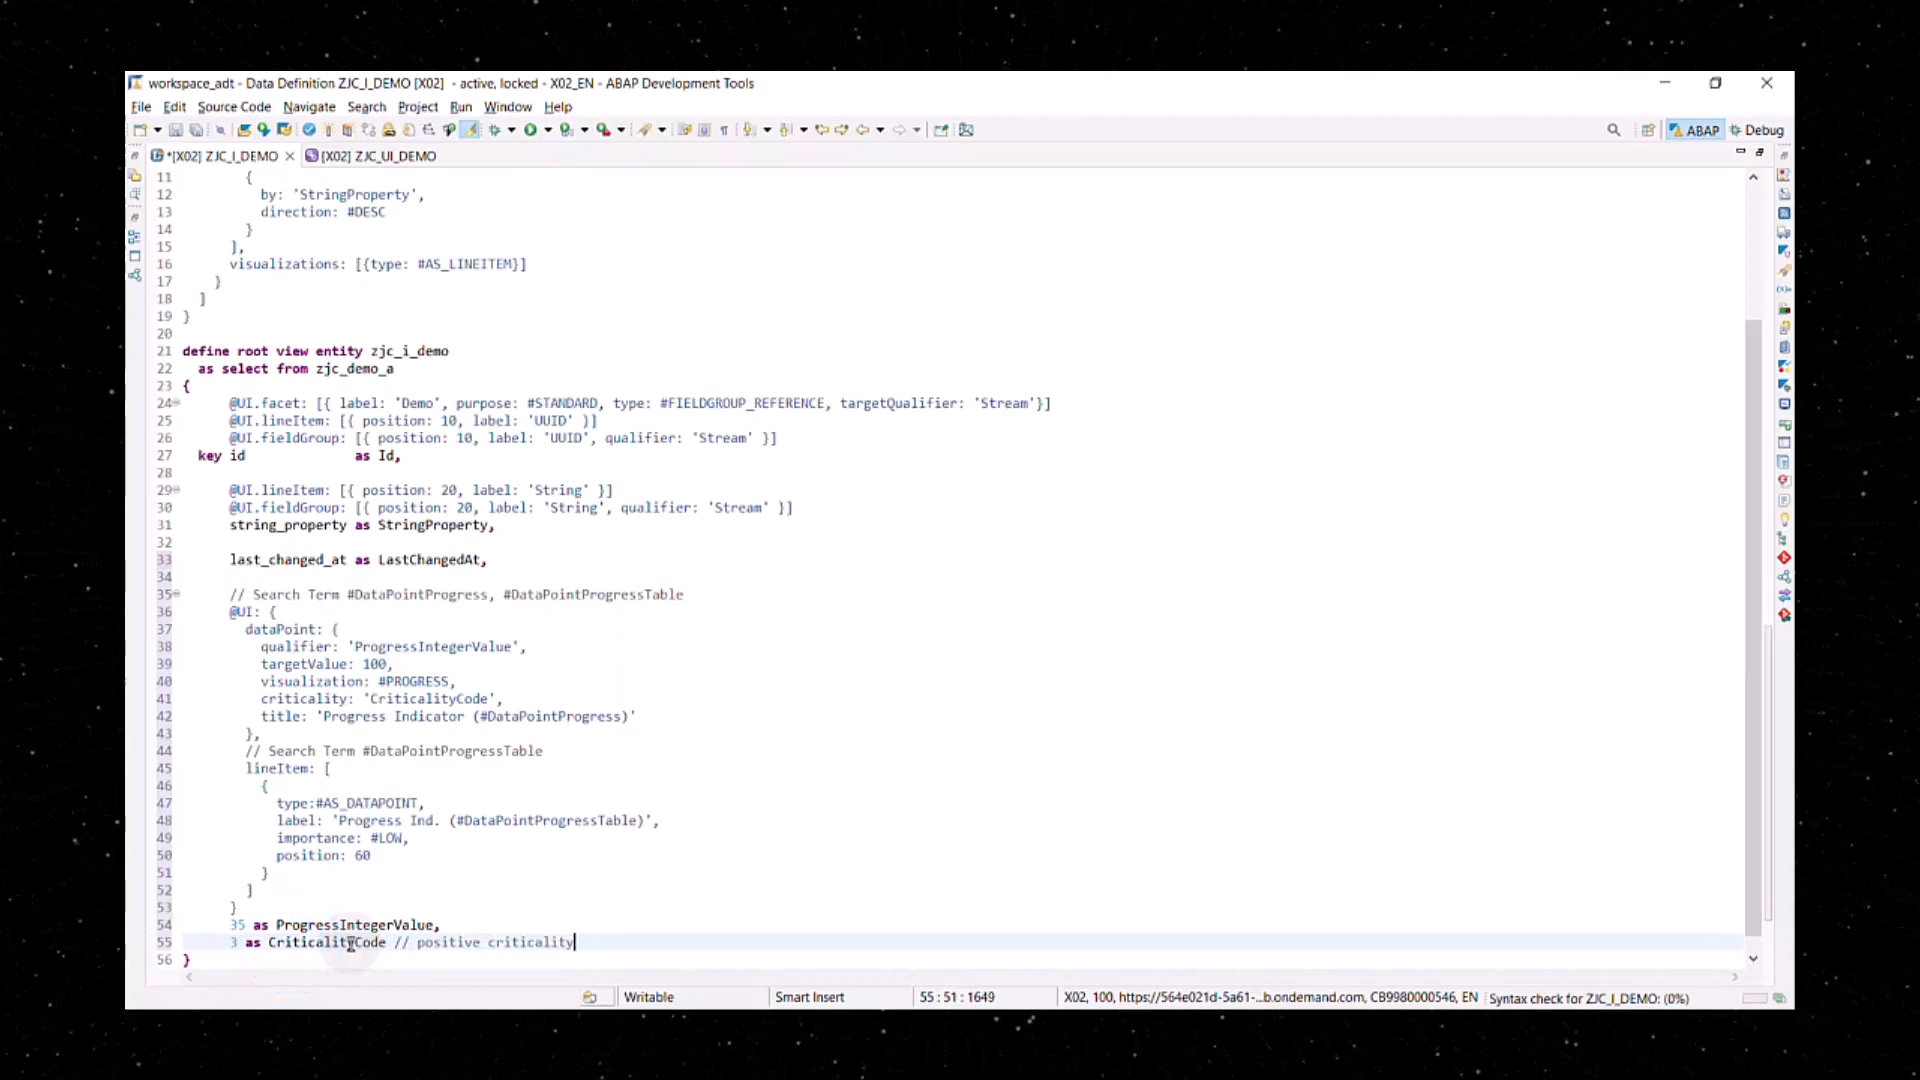 workspace_adt - Data Definition ZJC_I_DEMO [X02] - active, locked - X02_EN - ABAP Development Tools
File Edit Source Code Navigate Search Project Run Window Help
ABAP Debug
*[X02] ZJC_I_DEMO [X02] ZJC_UI_DEMO
11 {
12 by: 'StringProperty',
13 direction: #DESC
14 }
15 ],
16 visualizations: [{type: #AS_LINEITEM}]
17 }
18 ]
19 }
20
21 define root view entity zjc_i_demo
22 as select from zjc_demo_a
23 {
24 @UI.facet: [{ label: 'Demo', purpose: #STANDARD, type: #FIELDGROUP_REFERENCE, targetQualifier: 'Stream'}]
25 @UI.lineItem: [{ position: 10, label: 'UUID' }]
26 @UI.fieldGroup: [{ position: 10, label: 'UUID', qualifier: 'Stream' }]
27 key id as Id,
28
29 @UI.lineItem: [{ position: 20, label: 'String' }]
30 @UI.fieldGroup: [{ position: 20, label: 'String', qualifier: 'Stream' }]
31 string_property as StringProperty,
32
33 last_changed_at as LastChangedAt,
34
35 // Search Term #DataPointProgress, #DataPointProgressTable
36 @UI: {
37 dataPoint: {
38 qualifier: 'ProgressIntegerValue',
39 targetValue: 100,
40 visualization: #PROGRESS,
41 criticality: 'CriticalityCode',
42 title: 'Progress Indicator (#DataPointProgress)'
43 },
44 // Search Term #DataPointProgressTable
45 lineItem: [
46 {
47 type:#AS_DATAPOINT,
48 label: 'Progress Ind. (#DataPointProgressTable)',
49 importance: #LOW,
50 position: 60
51 }
52 ]
53 }
54 35 as ProgressIntegerValue,
55 3 as CriticalityCode // positive criticality
56 }
Writable Smart Insert 55 : 51 : 1649 X02, 100, https://564e021d-5a61-...b.ondemand.com, CB9980000546, EN Syntax check for ZJC_I_DEMO: (0%)